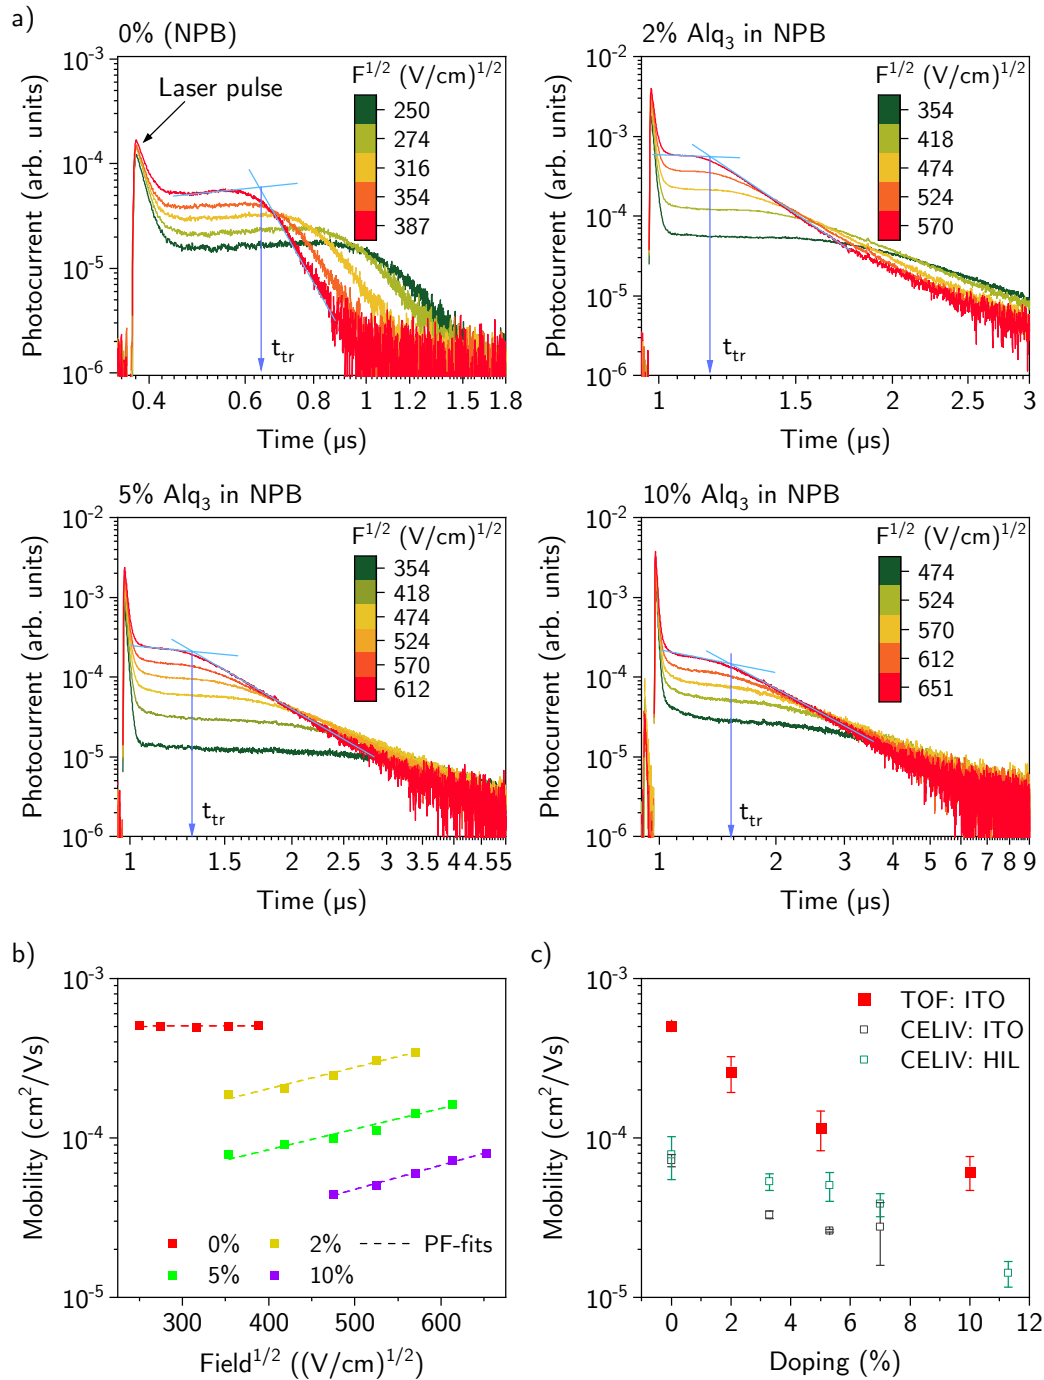 a)
0% (NPB)
Photocurrent (arb. units)
10⁻³
10⁻⁴
10⁻⁵
10⁻⁶
Laser pulse
F^1/2 (V/cm)^1/2
250
274
316
354
387
t_tr
0.4 0.6 0.8 1 1.2 1.5 1.8
Time (µs)
2% Alq₃ in NPB
Photocurrent (arb. units)
10⁻²
10⁻³
10⁻⁴
10⁻⁵
10⁻⁶
F^1/2 (V/cm)^1/2
354
418
474
524
570
t_tr
1 1.5 2 2.5 3
Time (µs)
5% Alq₃ in NPB
Photocurrent (arb. units)
10⁻²
10⁻³
10⁻⁴
10⁻⁵
10⁻⁶
F^1/2 (V/cm)^1/2
354
418
474
524
570
612
t_tr
1 1.5 2 2.5 3 3.5 4 4.5 5
Time (µs)
10% Alq₃ in NPB
Photocurrent (arb. units)
10⁻²
10⁻³
10⁻⁴
10⁻⁵
10⁻⁶
F^1/2 (V/cm)^1/2
474
524
570
612
651
t_tr
1 2 3 4 5 6 7 8 9
Time (µs)
b)
Mobility (cm²/Vs)
10⁻³
10⁻⁴
10⁻⁵
0% 2% PF-fits
5% 10%
300 400 500 600
Field^1/2 ((V/cm)^1/2)
c)
Mobility (cm²/Vs)
10⁻³
10⁻⁴
10⁻⁵
TOF: ITO
CELIV: ITO
CELIV: HIL
0 2 4 6 8 10 12
Doping (%)